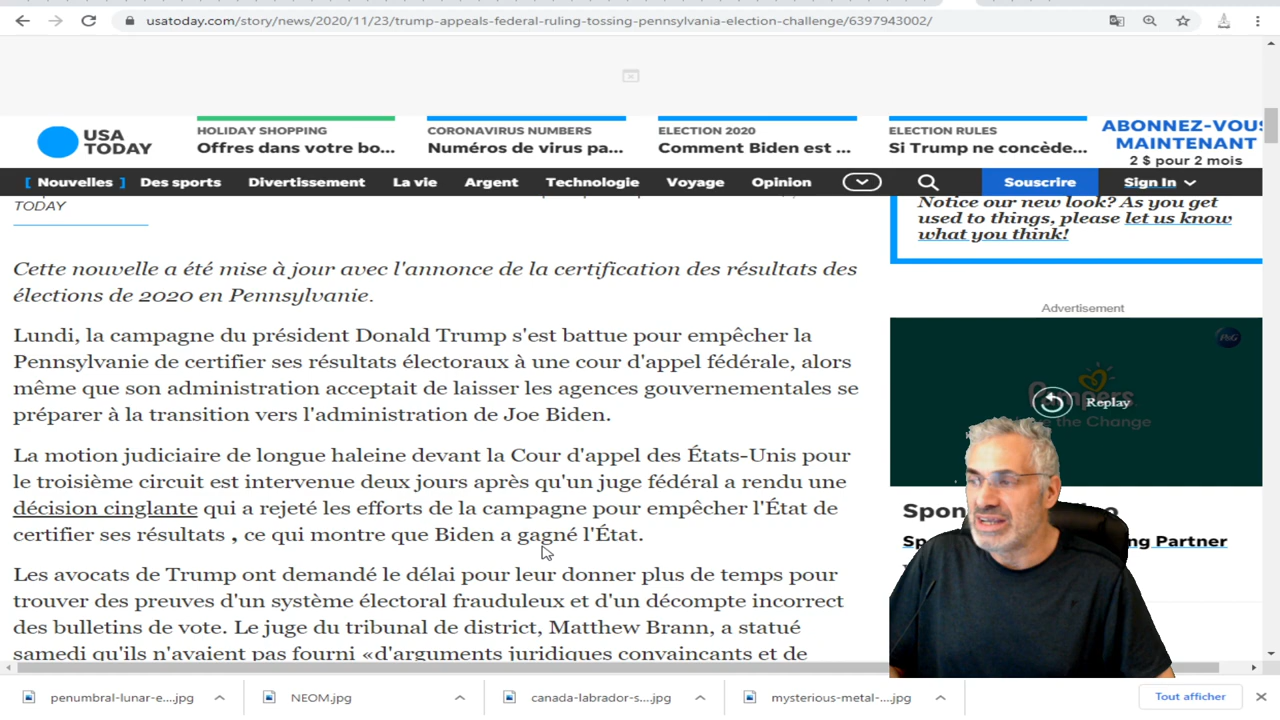 usatoday.com/story/news/2020/11/23/trump-appeals-federal-ruling-tossing-pennsylvania-election-challenge/6397943002/
USA
TODAY
HOLIDAY SHOPPING
Offres dans votre bo...
CORONAVIRUS NUMBERS
Numéros de virus pa...
ELECTION 2020
Comment Biden est ...
ELECTION RULES
Si Trump ne concède...
ABONNEZ-VOUS
MAINTENANT
2 $ pour 2 mois
[ Nouvelles ] Des sports Divertissement La vie Argent Technologie Voyage Opinion Souscrire Sign In
TODAY
Cette nouvelle a été mise à jour avec l'annonce de la certification des résultats des
élections de 2020 en Pennsylvanie.
Lundi, la campagne du président Donald Trump s'est battue pour empêcher la
Pennsylvanie de certifier ses résultats électoraux à une cour d'appel fédérale, alors
même que son administration acceptait de laisser les agences gouvernementales se
préparer à la transition vers l'administration de Joe Biden.
La motion judiciaire de longue haleine devant la Cour d'appel des États-Unis pour
le troisième circuit est intervenue deux jours après qu'un juge fédéral a rendu une
décision cinglante qui a rejeté les efforts de la campagne pour empêcher l'État de
certifier ses résultats , ce qui montre que Biden a gagné l'État.
Les avocats de Trump ont demandé le délai pour leur donner plus de temps pour
trouver des preuves d'un système électoral frauduleux et d'un décompte incorrect
des bulletins de vote. Le juge du tribunal de district, Matthew Brann, a statué
samedi qu'ils n'avaient pas fourni «d'arguments juridiques convaincants et de
Notice our new look? As you get
used to things, please let us know
what you think!
Advertisement
P&G
Replay
the Change
Spon
ng Partner
penumbral-lunar-e....jpg
NEOM.jpg
canada-labrador-s....jpg
mysterious-metal-....jpg
Tout afficher